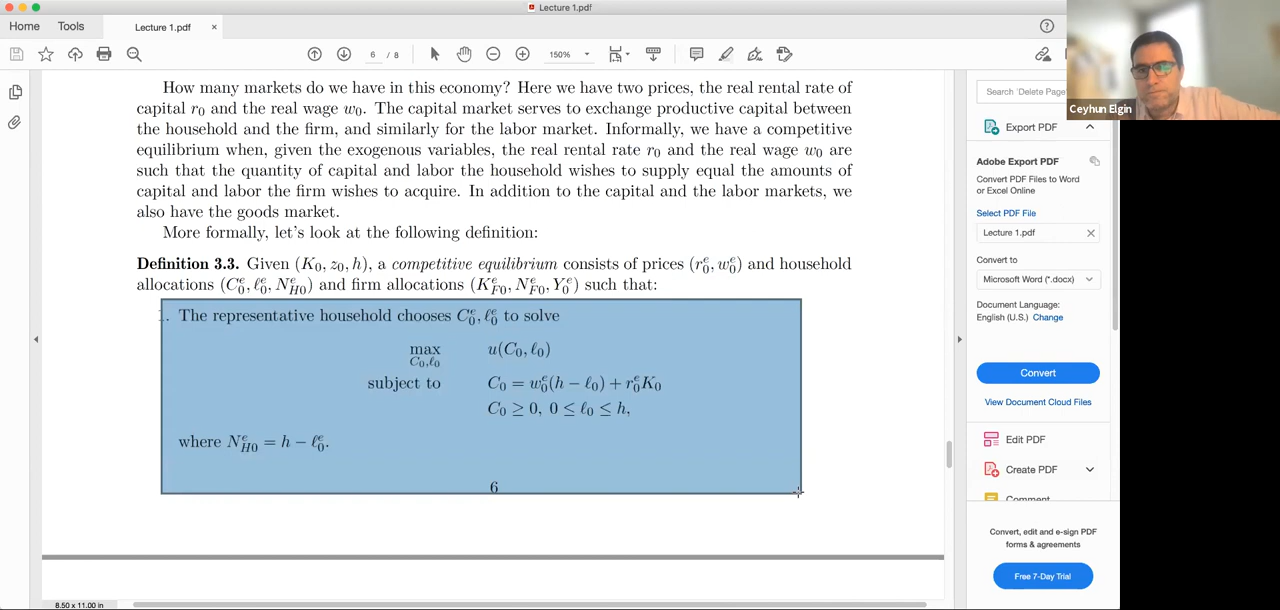 Lecture 1.pdf
Home
Tools
Lecture 1.pdf
×
6 / 8
150%
How many markets do we have in this economy? Here we have two prices, the real rental rate of
capital r₀ and the real wage w₀. The capital market serves to exchange productive capital between
the household and the firm, and similarly for the labor market. Informally, we have a competitive
equilibrium when, given the exogenous variables, the real rental rate r₀ and the real wage w₀ are
such that the quantity of capital and labor the household wishes to supply equal the amounts of
capital and labor the firm wishes to acquire. In addition to the capital and the labor markets, we
also have the goods market.
More formally, let's look at the following definition:
Definition 3.3. Given (K₀, z₀, h), a competitive equilibrium consists of prices (r₀ᵉ, w₀ᵉ) and household
allocations (C₀ᵉ, ℓ₀ᵉ, Nᵉ_H0) and firm allocations (Kᵉ_F0, Nᵉ_F0, Y₀ᵉ) such that:
1. The representative household chooses C₀ᵉ, ℓ₀ᵉ to solve
max u(C₀, ℓ₀)
C₀,ℓ₀
subject to C₀ = w₀ᵉ(h − ℓ₀) + r₀ᵉK₀
C₀ ≥ 0, 0 ≤ ℓ₀ ≤ h,
where Nᵉ_H0 = h − ℓ₀ᵉ.
6
8.50 x 11.00 in
Search 'Delete Page'
Export PDF
Adobe Export PDF
Convert PDF Files to Word
or Excel Online
Select PDF File
Lecture 1.pdf
Convert to
Microsoft Word (*.docx)
Document Language:
English (U.S.) Change
Convert
View Document Cloud Files
Edit PDF
Create PDF
Comment
Convert, edit and e-sign PDF
forms & agreements
Free 7-Day Trial
Ceyhun Elgin